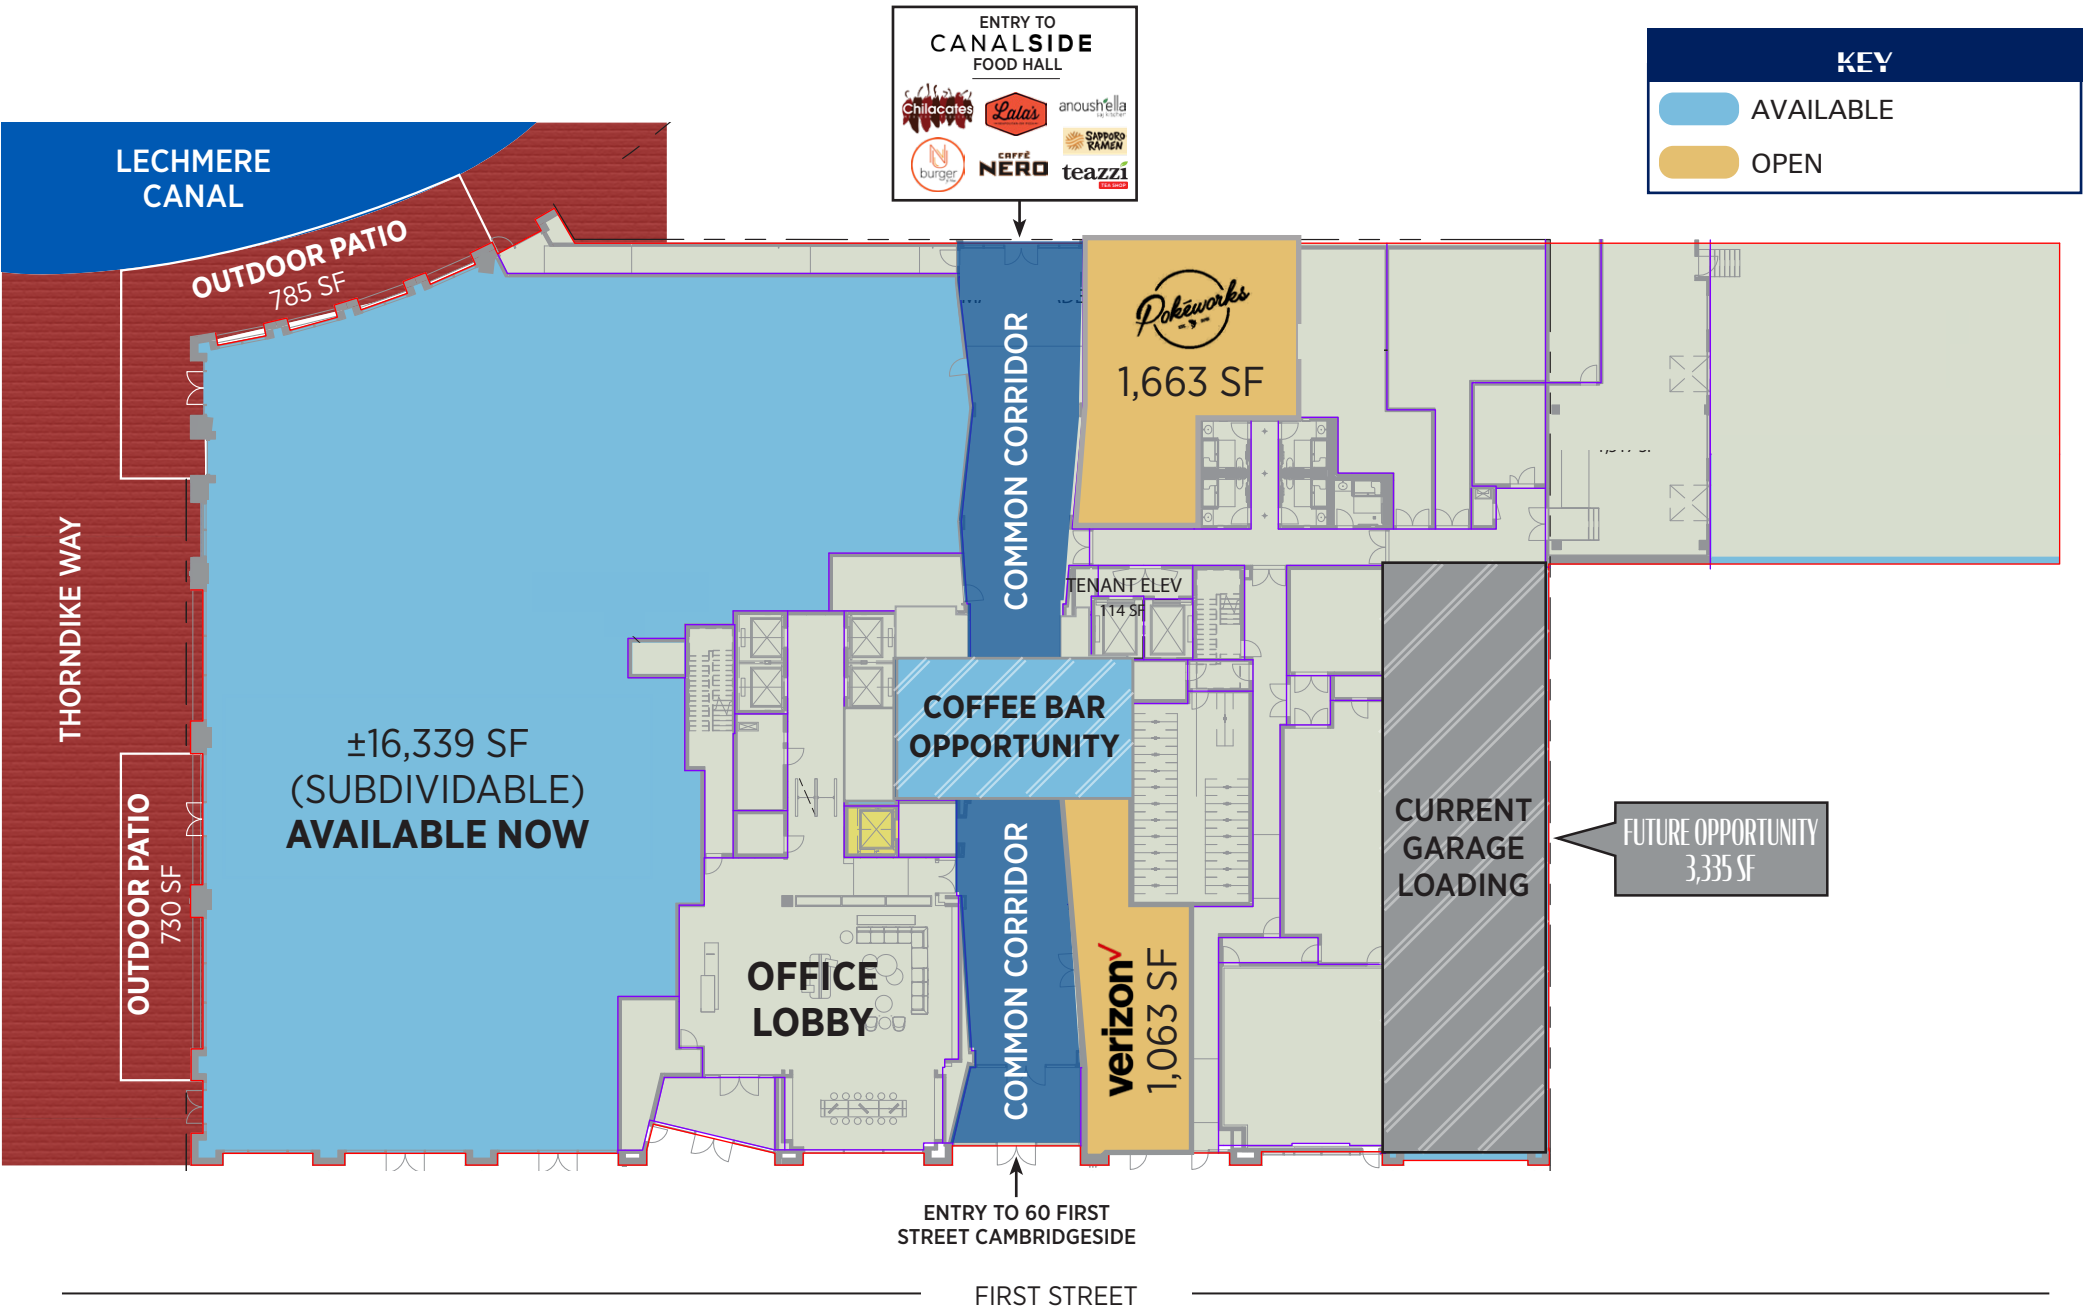 ENTRY TO
CANALSIDE
FOOD HALL
Chilacates
Lala's
anoush'ella
SAPPORO
RAMEN
burger
CAFFÈ
NERO
teazzi
TEA SHOP
KEY
AVAILABLE
OPEN
LECHMERE
CANAL
OUTDOOR PATIO
785 SF
Pokéworks
1,663 SF
COMMON CORRIDOR
THORNDIKE WAY
TENANT ELEV
114 SF
COFFEE BAR
OPPORTUNITY
±16,339 SF
(SUBDIVIDABLE)
AVAILABLE NOW
OUTDOOR PATIO
730 SF
CURRENT
GARAGE
LOADING
FUTURE OPPORTUNITY
3,335 SF
OFFICE
LOBBY
COMMON CORRIDOR
verizon
1,063 SF
ENTRY TO 60 FIRST
STREET CAMBRIDGESIDE
FIRST STREET